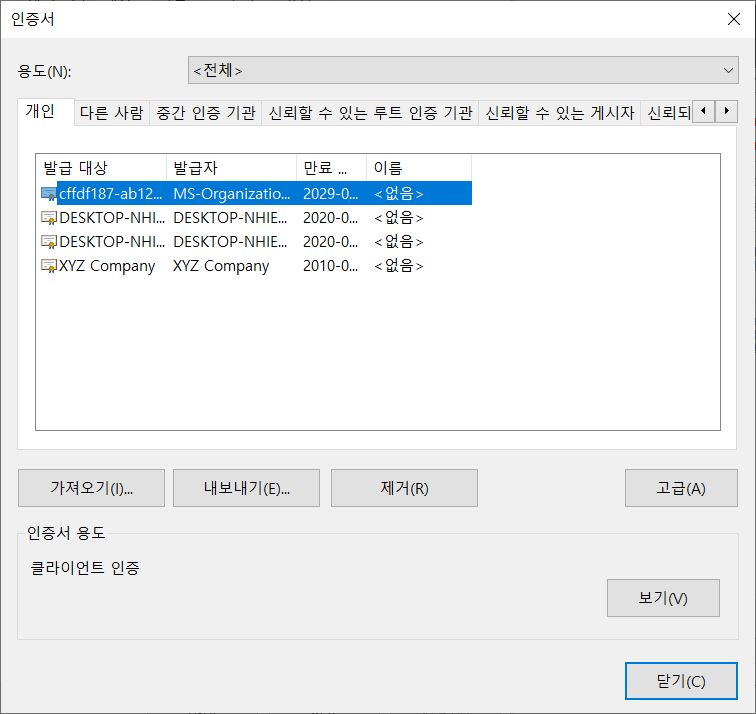 인증서
용도(N): <전체>
개인 다른 사람 중간 인증 기관 신뢰할 수 있는 루트 인증 기관 신뢰할 수 있는 게시자 신뢰되
발급 대상 발급자 만료 ... 이름
cffdf187-ab12... MS-Organizatio... 2029-0... <없음>
DESKTOP-NHI... DESKTOP-NHIE... 2020-0... <없음>
DESKTOP-NHI... DESKTOP-NHIE... 2020-0... <없음>
XYZ Company XYZ Company 2010-0... <없음>
가져오기(I)... 내보내기(E)... 제거(R) 고급(A)
인증서 용도
클라이언트 인증
보기(V)
닫기(C)